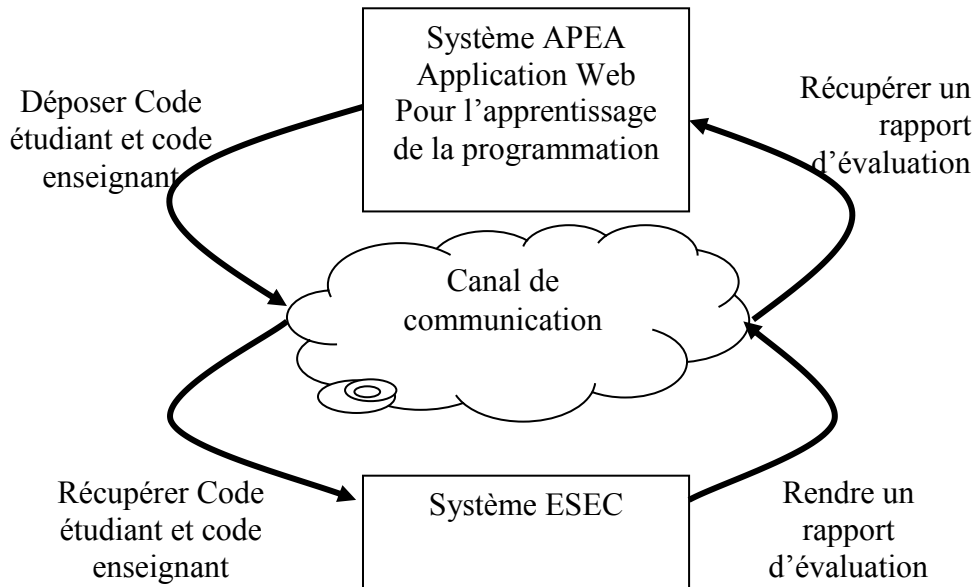 Système APEA
Application Web
Pour l’apprentissage
de la programmation
Déposer Code
étudiant et code
enseignant
Récupérer un
rapport
d’évaluation
Canal de
communication
Récupérer Code
étudiant et code
enseignant
Système ESEC
Rendre un
rapport
d’évaluation